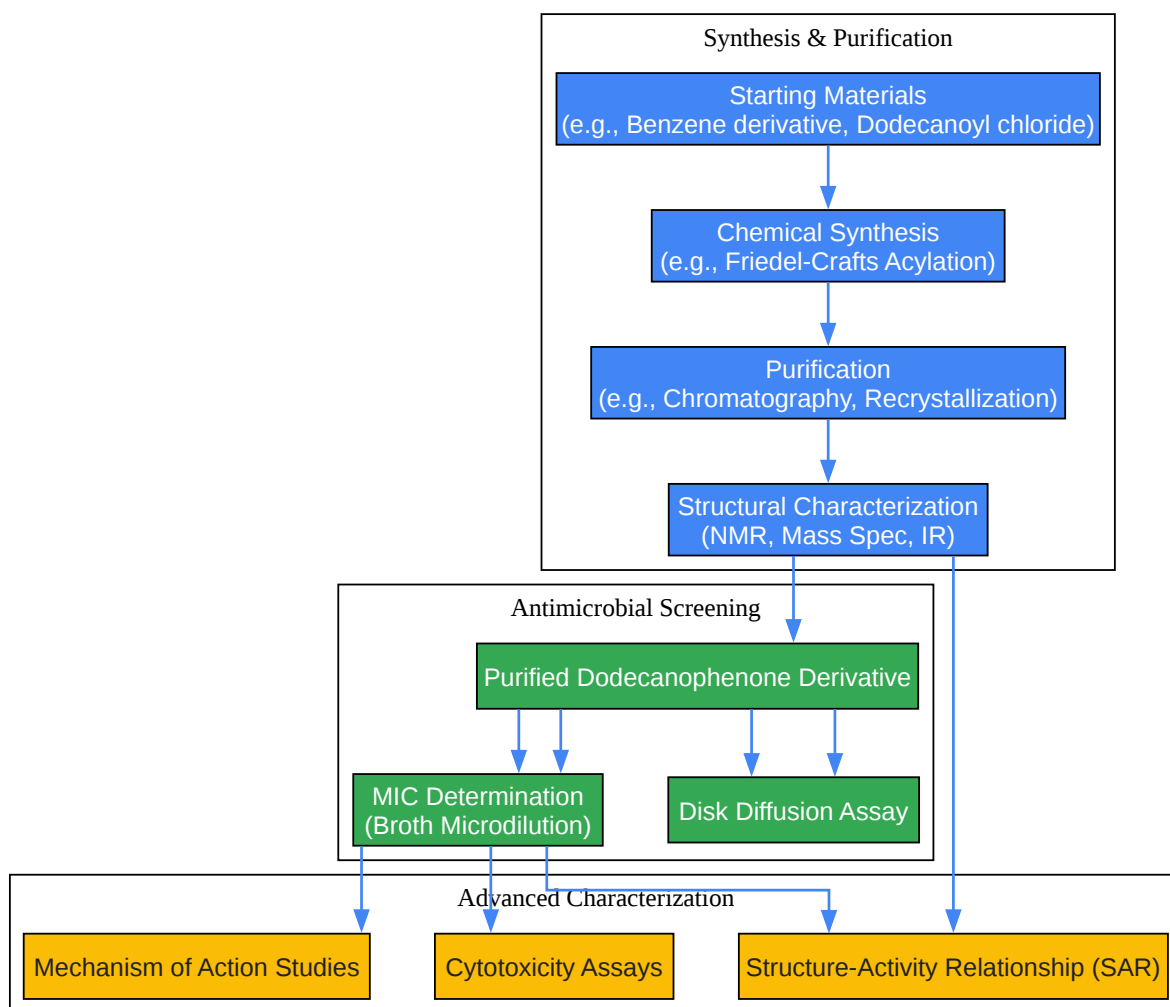 Synthesis & Purification
Starting Materials
(e.g., Benzene derivative, Dodecanoyl chloride)
Chemical Synthesis
(e.g., Friedel-Crafts Acylation)
Purification
(e.g., Chromatography, Recrystallization)
Structural Characterization
(NMR, Mass Spec, IR)
Antimicrobial Screening
Purified Dodecanophenone Derivative
MIC Determination
(Broth Microdilution)
Disk Diffusion Assay
Advanced Characterization
Mechanism of Action Studies
Cytotoxicity Assays
Structure-Activity Relationship (SAR)